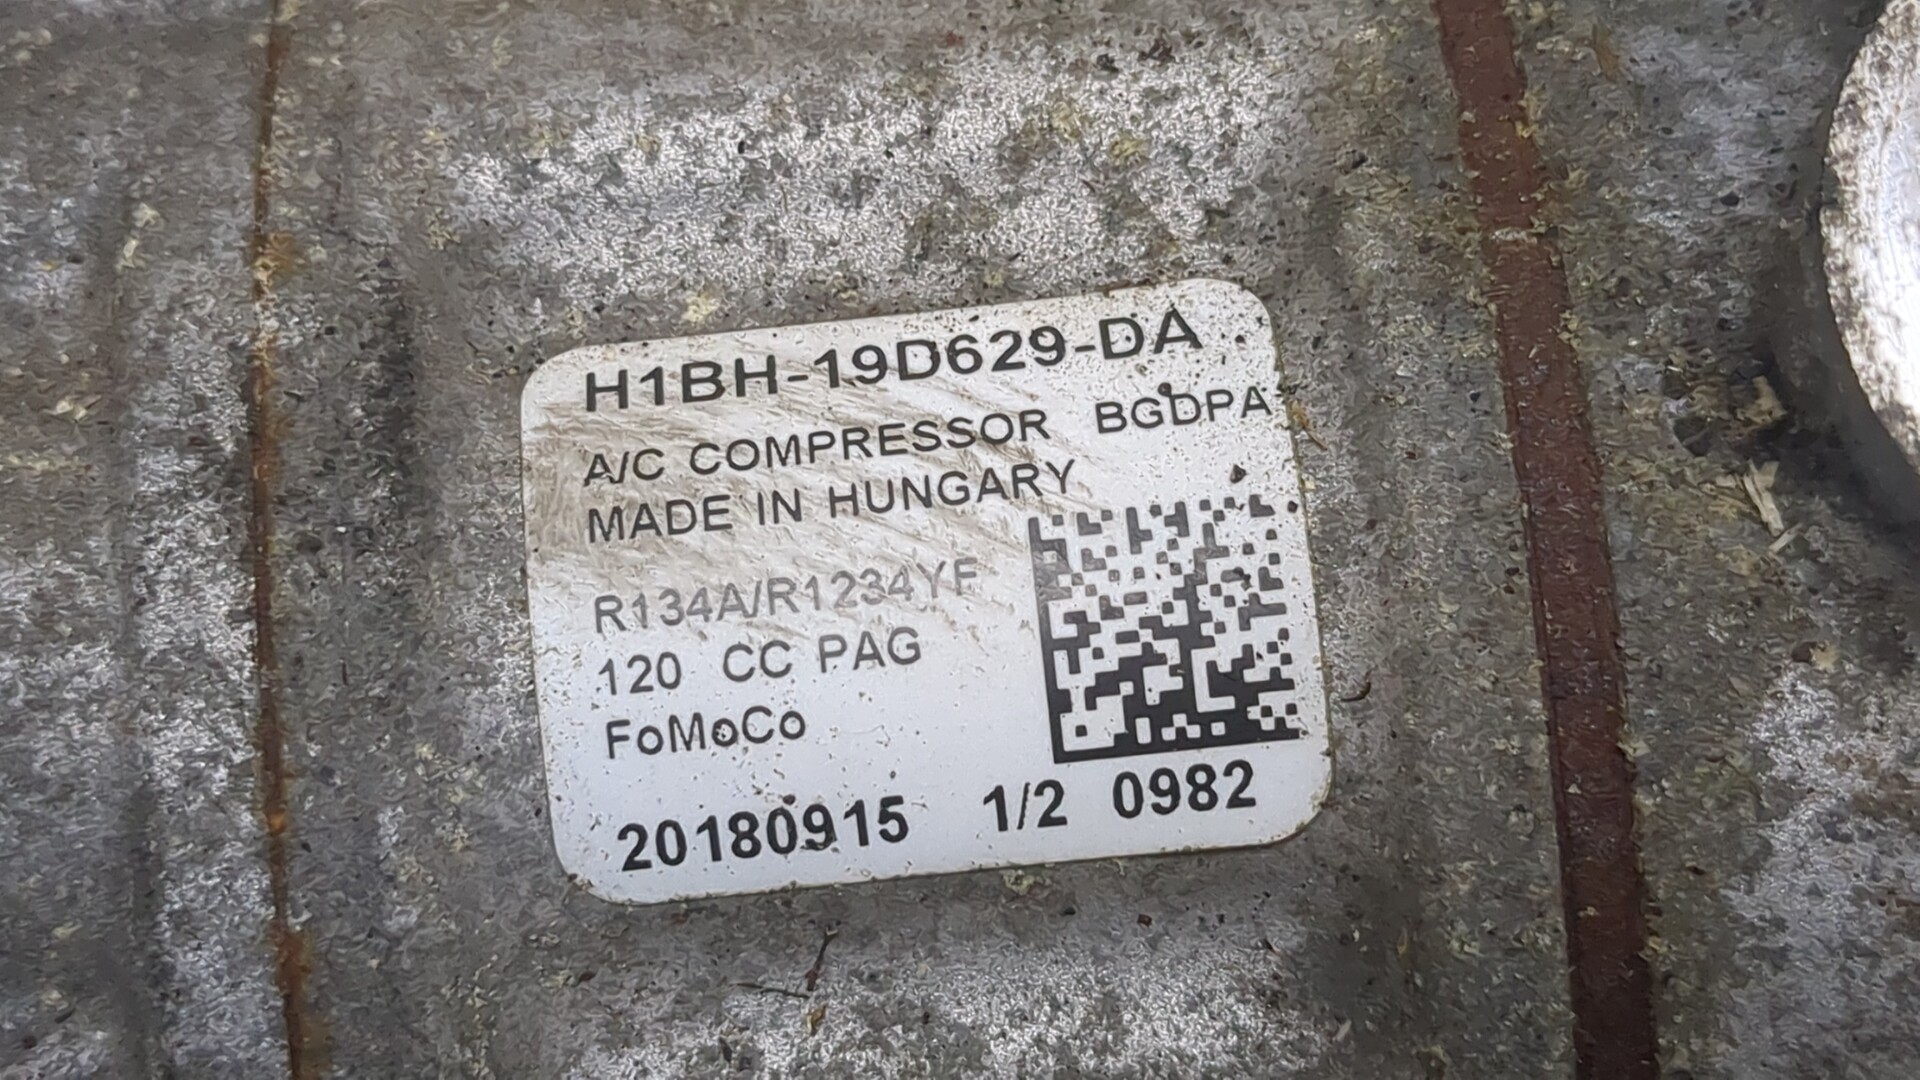 H1BH-19D629-DA
A/C COMPRESSOR BGDPA
MADE IN HUNGARY
R134A/R1234YF
120 CC PAG
FoMoCo
20180915 1/2 0982